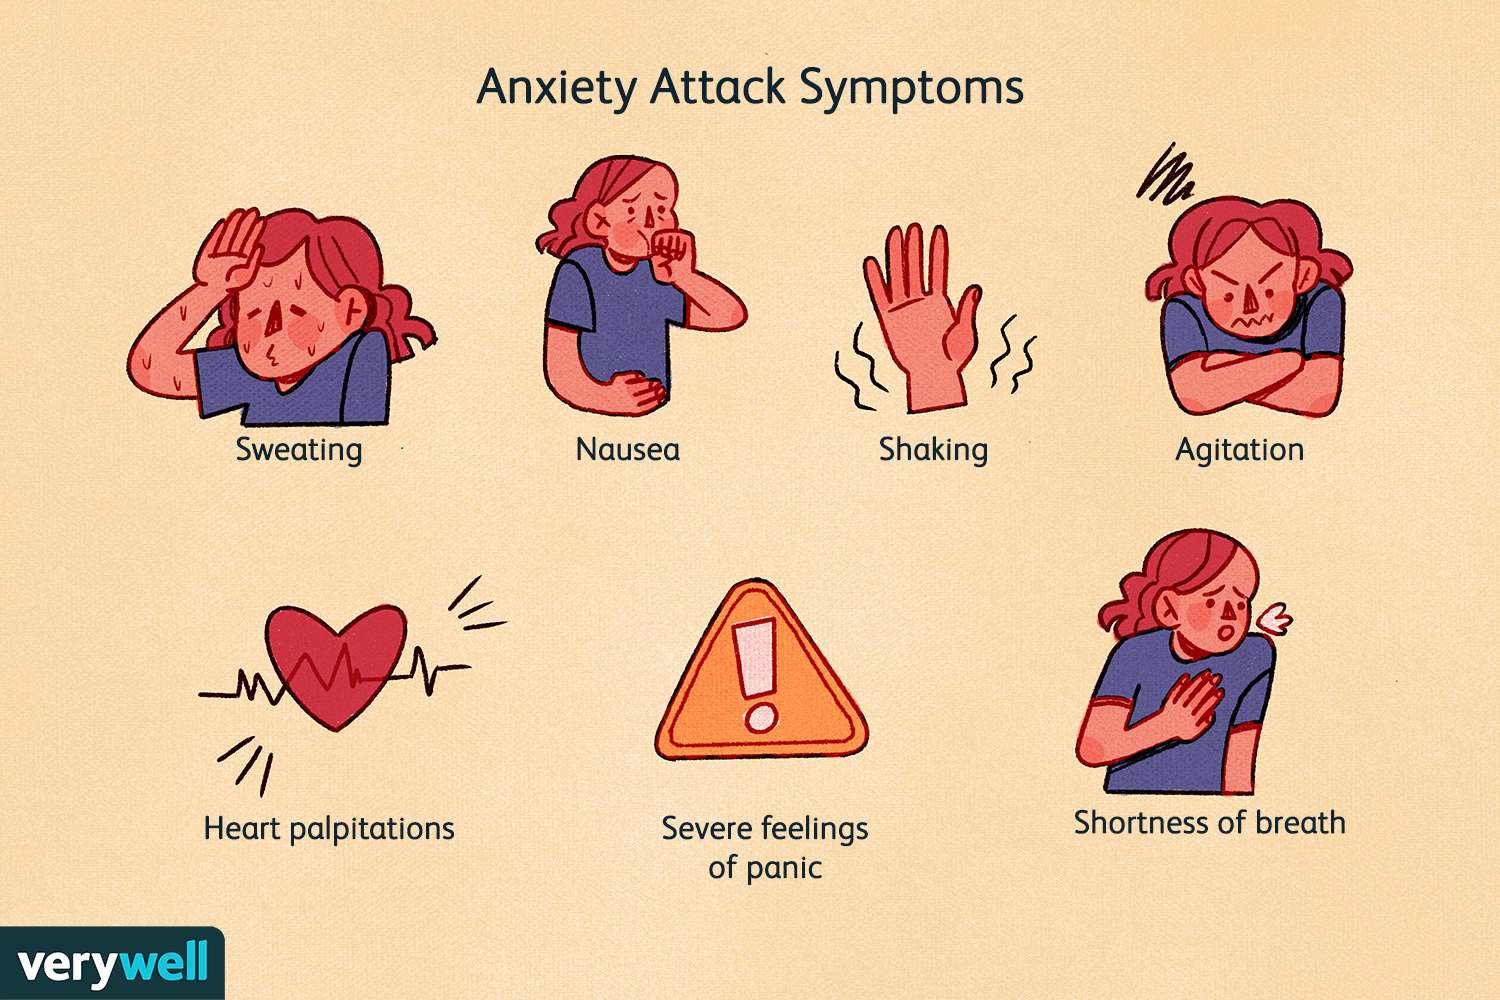 Anxiety Attack Symptoms
Sweating
Nausea
Shaking
Agitation
Heart palpitations
Severe feelings
of panic
Shortness of breath
verywell